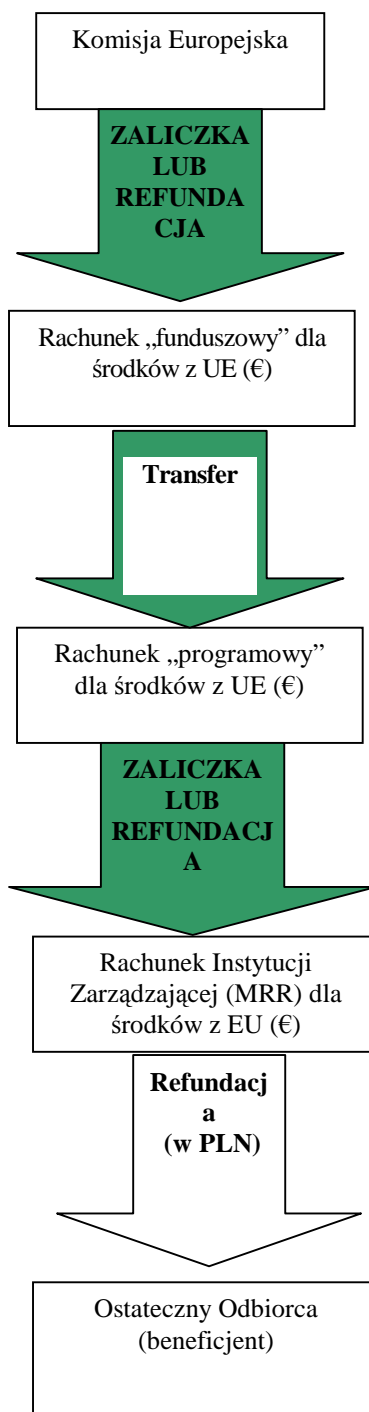 Komisja Europejska
ZALICZKA
LUB
REFUNDA
CJA
Rachunek „funduszowy” dla
środków z UE (€)
Transfer
Rachunek „programowy”
dla środków z UE (€)
ZALICZKA
LUB
REFUNDACJ
A
Rachunek Instytucji
Zarządzającej (MRR) dla
środków z EU (€)
Refundacj
a
(w PLN)
Ostateczny Odbiorca
(beneficjent)